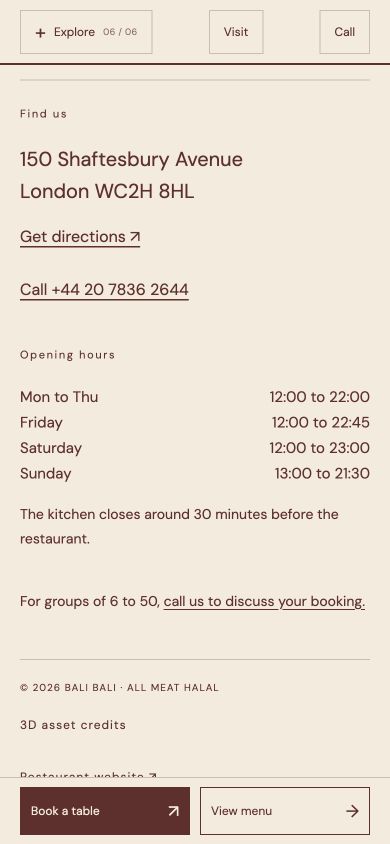 + Explore 06 / 06 Visit Call
Find us
150 Shaftesbury Avenue
London WC2H 8HL
Get directions ↗
Call +44 20 7836 2644
Opening hours
Mon to Thu 12:00 to 22:00
Friday 12:00 to 22:45
Saturday 12:00 to 23:00
Sunday 13:00 to 21:30
The kitchen closes around 30 minutes before the
restaurant.
For groups of 6 to 50, call us to discuss your booking.
© 2026 BALI BALI · ALL MEAT HALAL
3D asset credits
Restaurant website ↗
Book a table ↗ View menu →